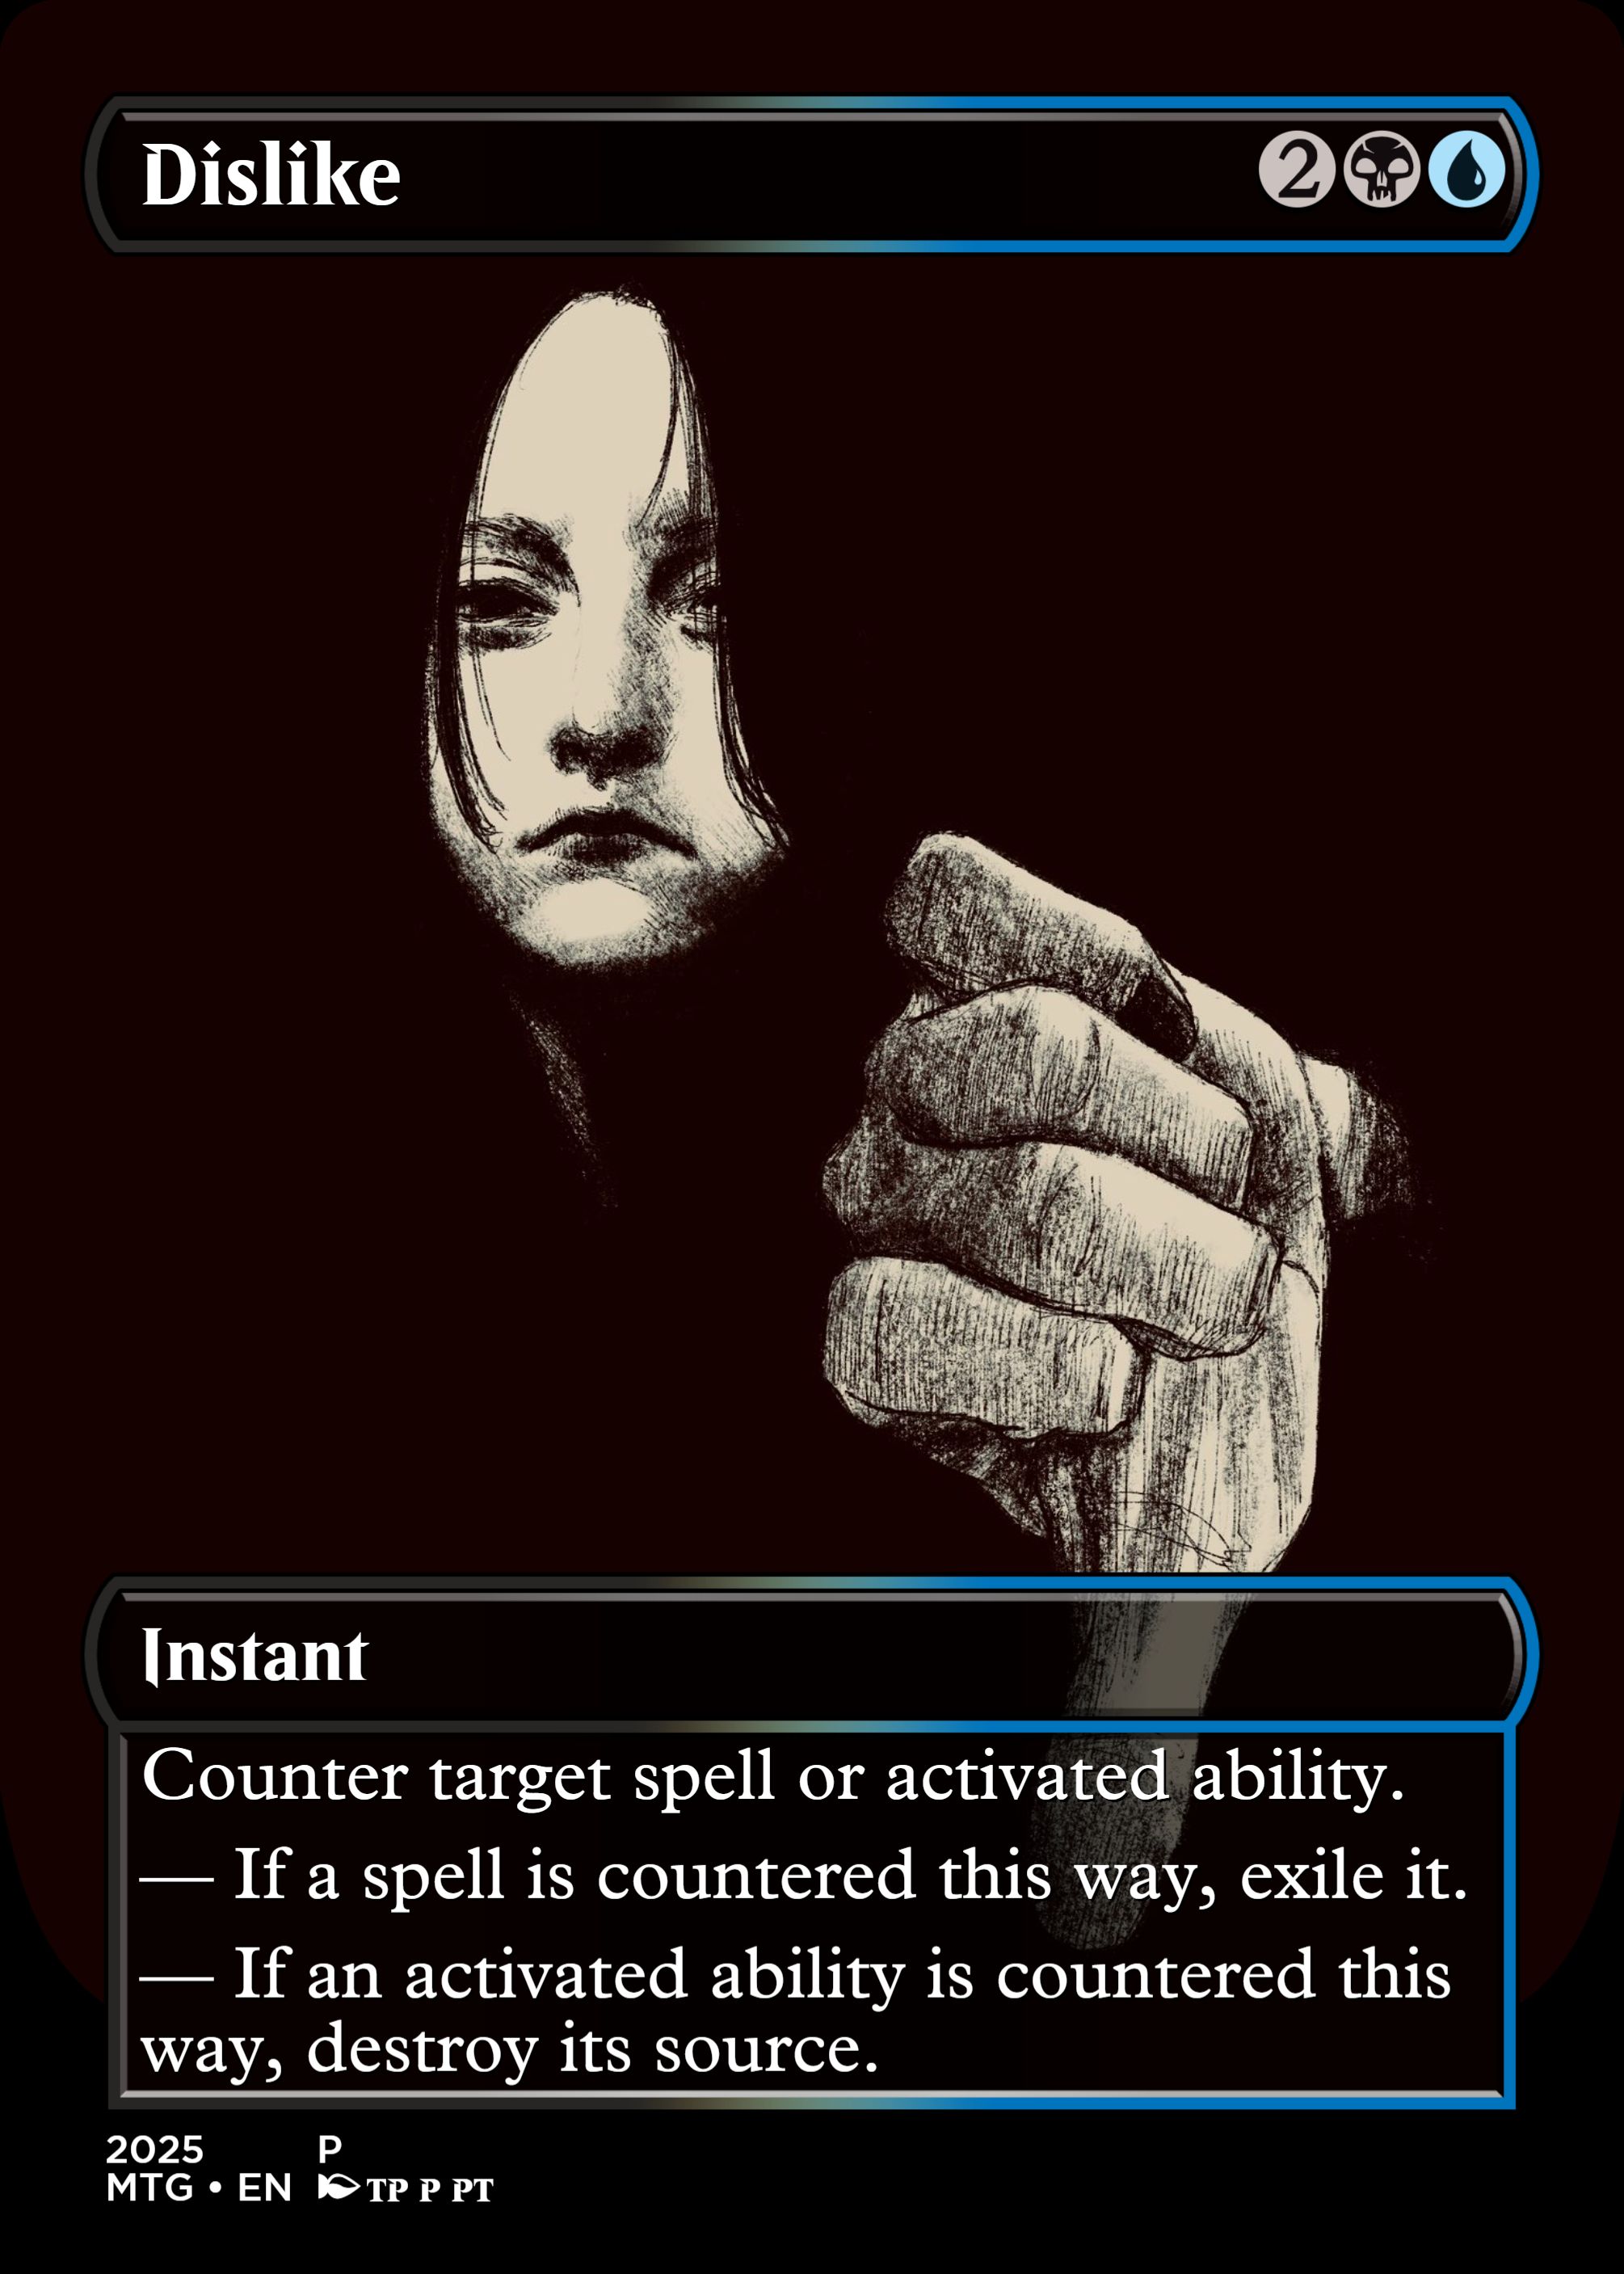 Dislike 2
Instant
Counter target spell or activated ability.
— If a spell is countered this way, exile it.
— If an activated ability is countered this
way, destroy its source.
2025 P
MTG • EN TP P PT